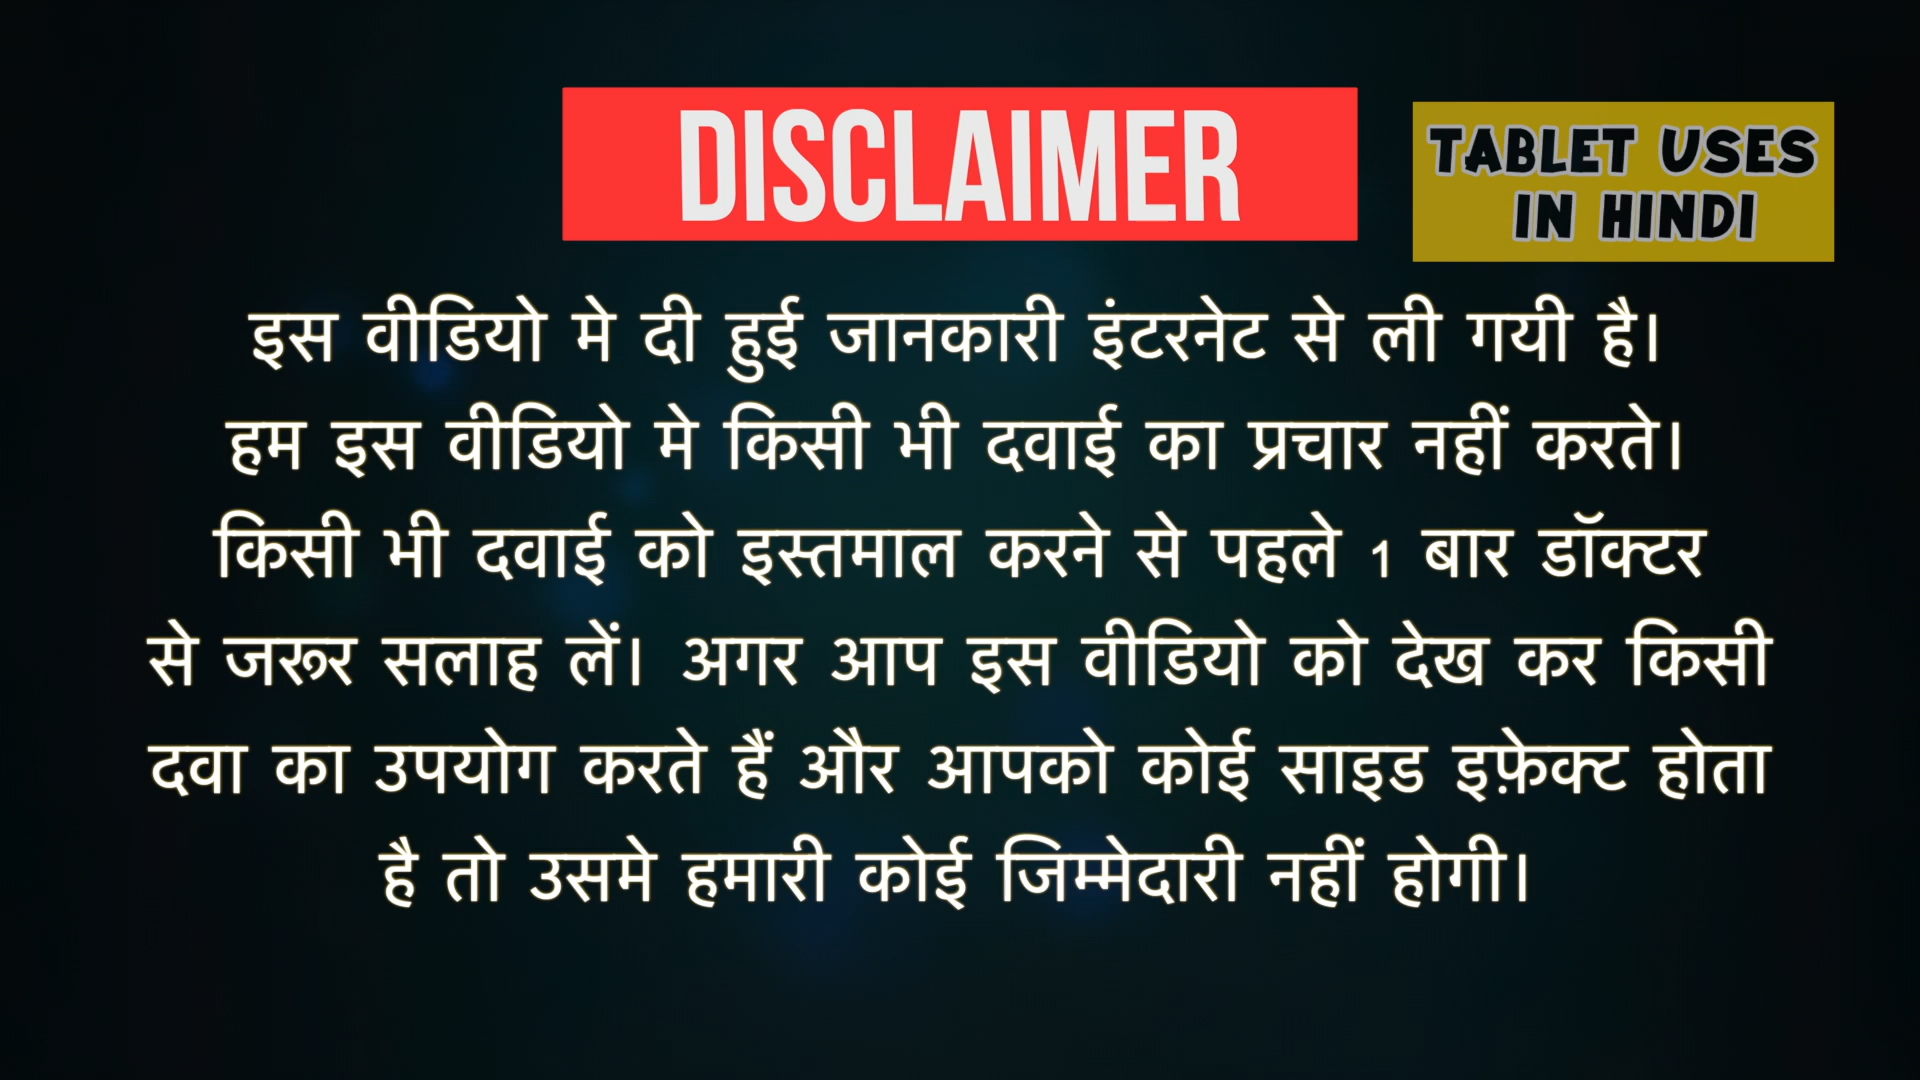 DISCLAIMER
TABLET USES
IN HINDI
इस वीडियो मे दी हुई जानकारी इंटरनेट से ली गयी है।
हम इस वीडियो मे किसी भी दवाई का प्रचार नहीं करते।
किसी भी दवाई को इस्तमाल करने से पहले 1 बार डॉक्टर
से जरूर सलाह लें। अगर आप इस वीडियो को देख कर किसी
दवा का उपयोग करते हैं और आपको कोई साइड इफ़ेक्ट होता
है तो उसमे हमारी कोई जिम्मेदारी नहीं होगी।